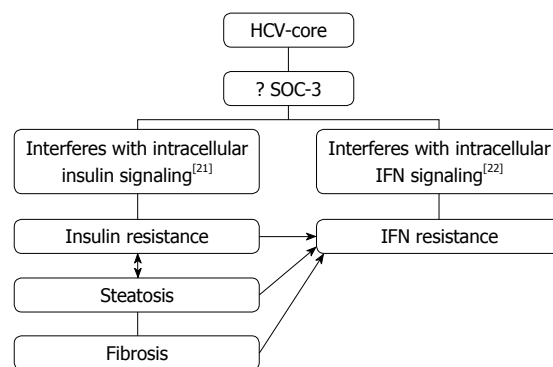 HCV-core
? SOC-3
Interferes with intracellular
insulin signaling[21]
Interferes with intracellular
IFN signaling[22]
Insulin resistance
IFN resistance
Steatosis
Fibrosis